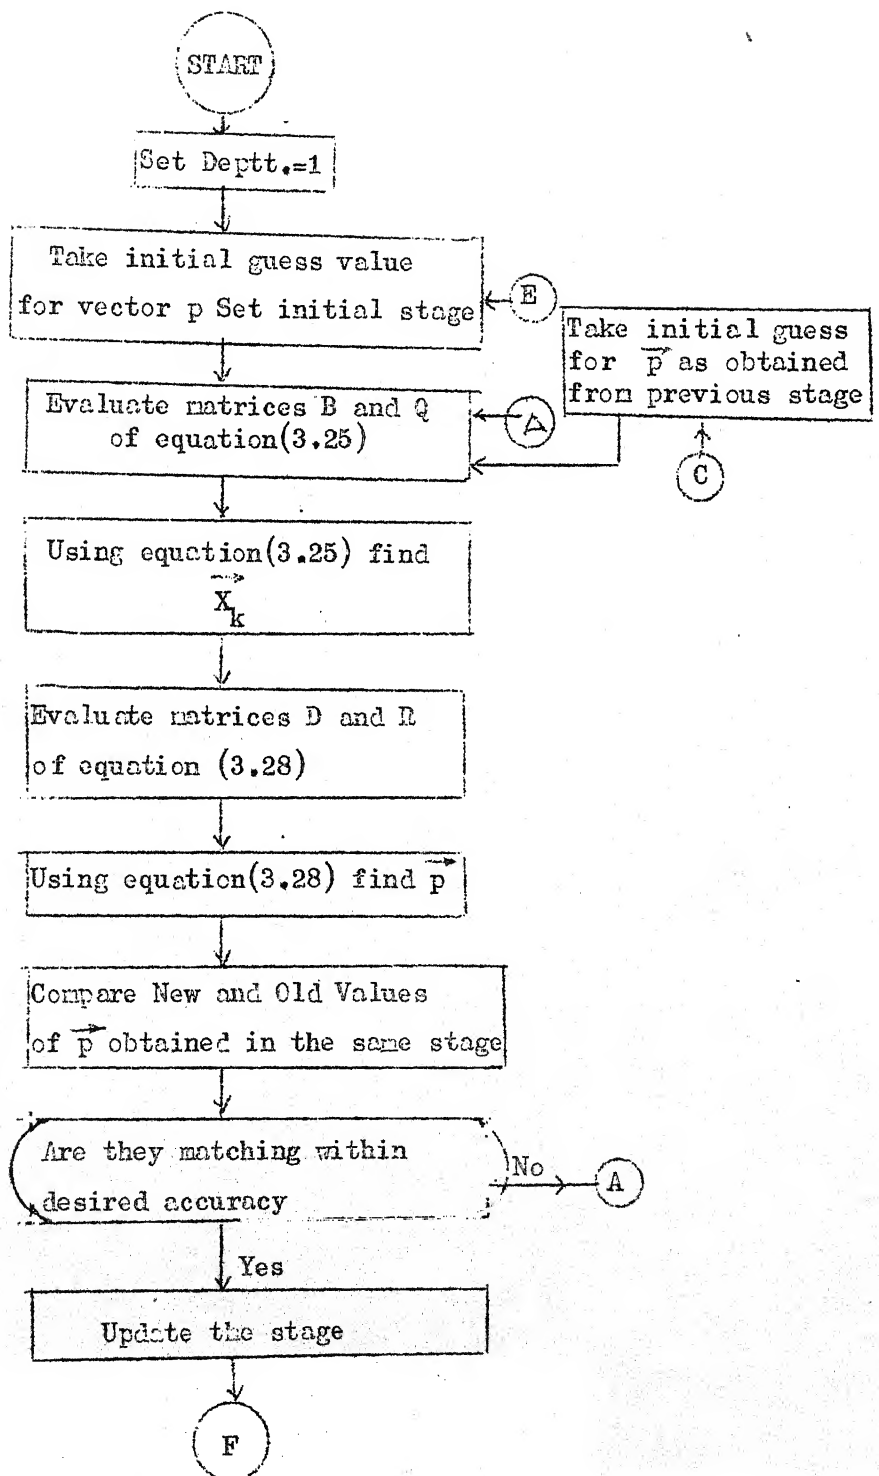 START
Set Deptt.=1
Take initial guess value
for vector p Set initial stage
E
Take initial guess
for p as obtained
from previous stage
C
Evaluate matrices B and Q
of equation(3.25)
A
Using equation(3.25) find
X
k
Evaluate matrices D and R
of equation (3.28)
Using equation(3.28) find p
Compare New and Old Values
of p obtained in the same stage
Are they matching within
desired accuracy
No
A
Yes
Update the stage
F